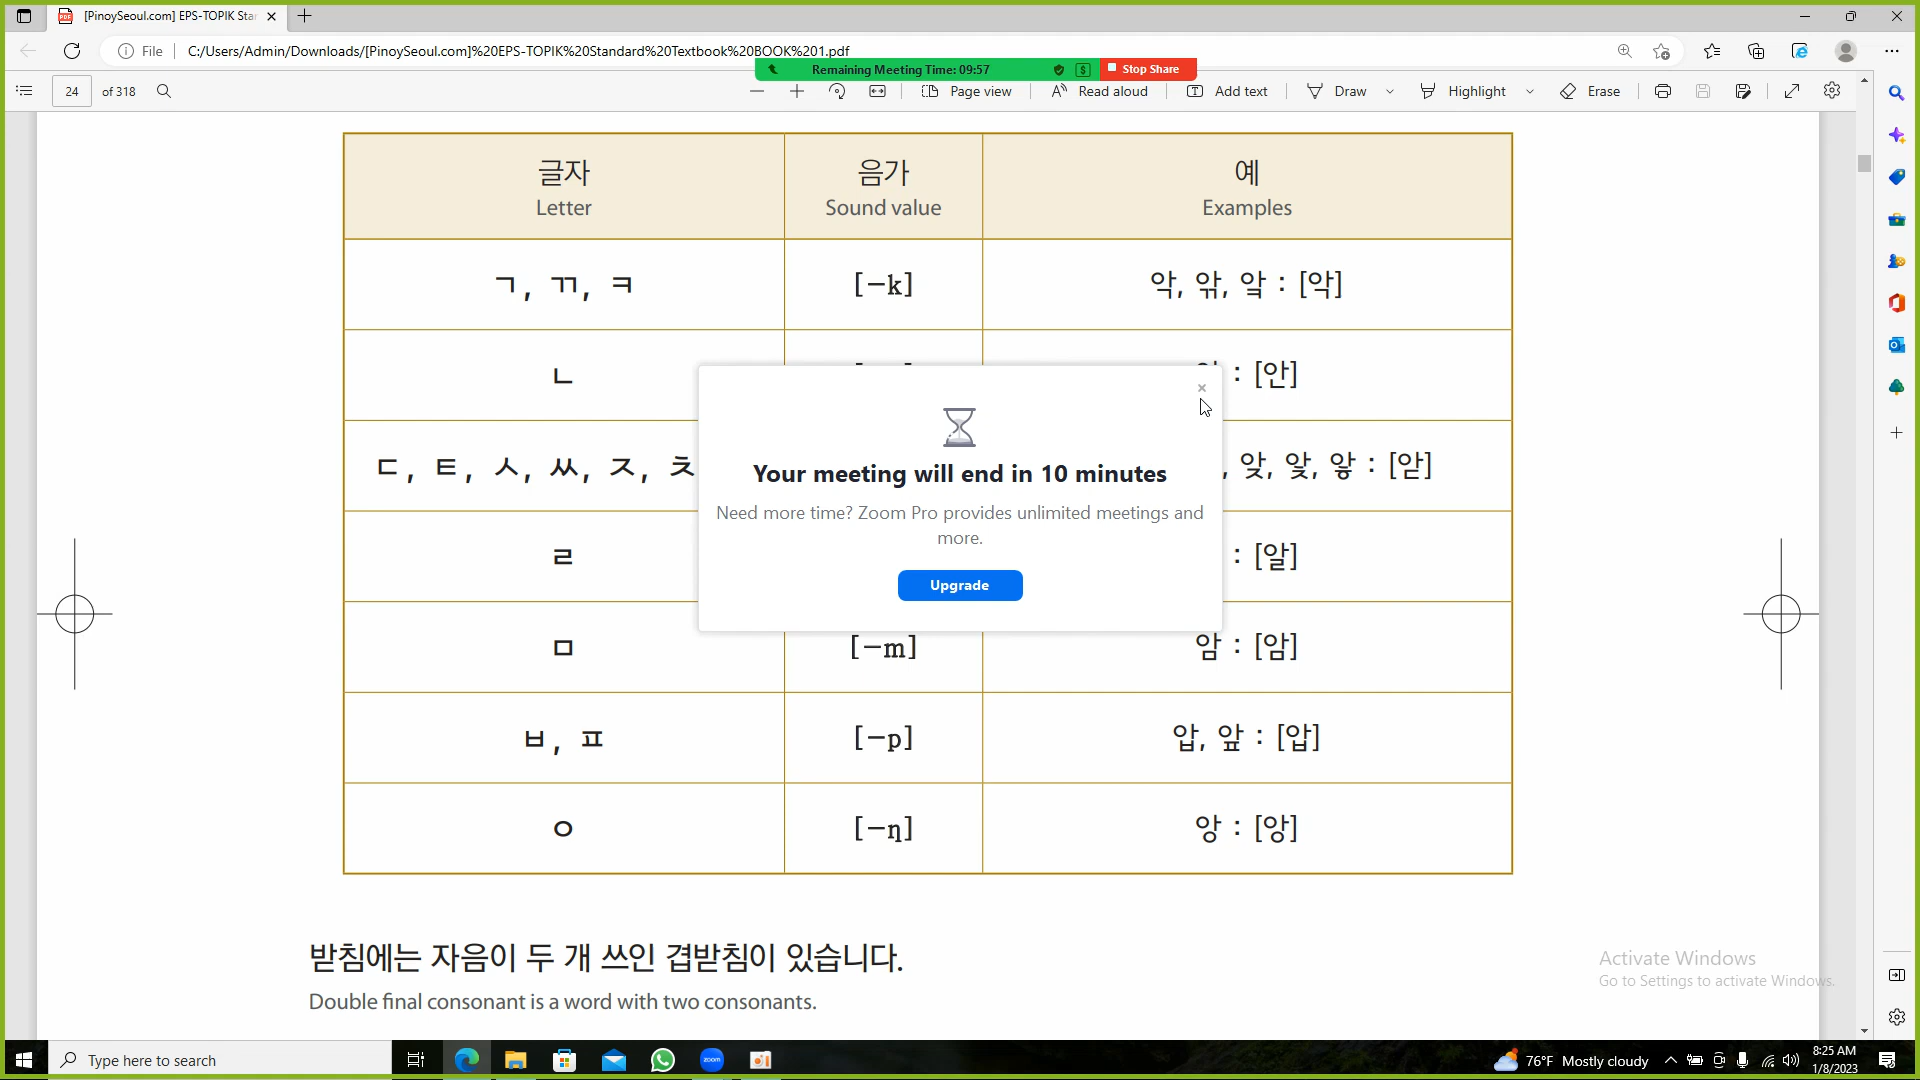 [PinoySeoul.com] EPS-TOPIK Sta
File
C:/Users/Admin/Downloads/[PinoySeoul.com]%20EPS-TOPIK%20Standard%20Textbook%20BOOK%201.pdf
Remaining Meeting Time: 09:57
Stop Share
24 of 318
Page view
Read aloud
Add text
Draw
Highlight
Erase
글자 음가 예
Letter Sound value Examples
ㄱ, ㄲ, ㅋ [-k] 악, 앆, 앜 : [악]
ㄴ : [안]
ㄷ, ㅌ, ㅅ, ㅆ, ㅈ, ㅊ , 앚, 앛, 앟 : [앋]
ㄹ : [알]
ㅁ [-m] 암 : [암]
ㅂ, ㅍ [-p] 압, 앞 : [압]
ㅇ [-ŋ] 앙 : [앙]
×
Your meeting will end in 10 minutes
Need more time? Zoom Pro provides unlimited meetings and
more.
Upgrade
받침에는 자음이 두 개 쓰인 겹받침이 있습니다.
Double final consonant is a word with two consonants.
Activate Windows
Go to Settings to activate Windows.
Type here to search
zoom
76°F Mostly cloudy
8:25 AM
1/8/2023